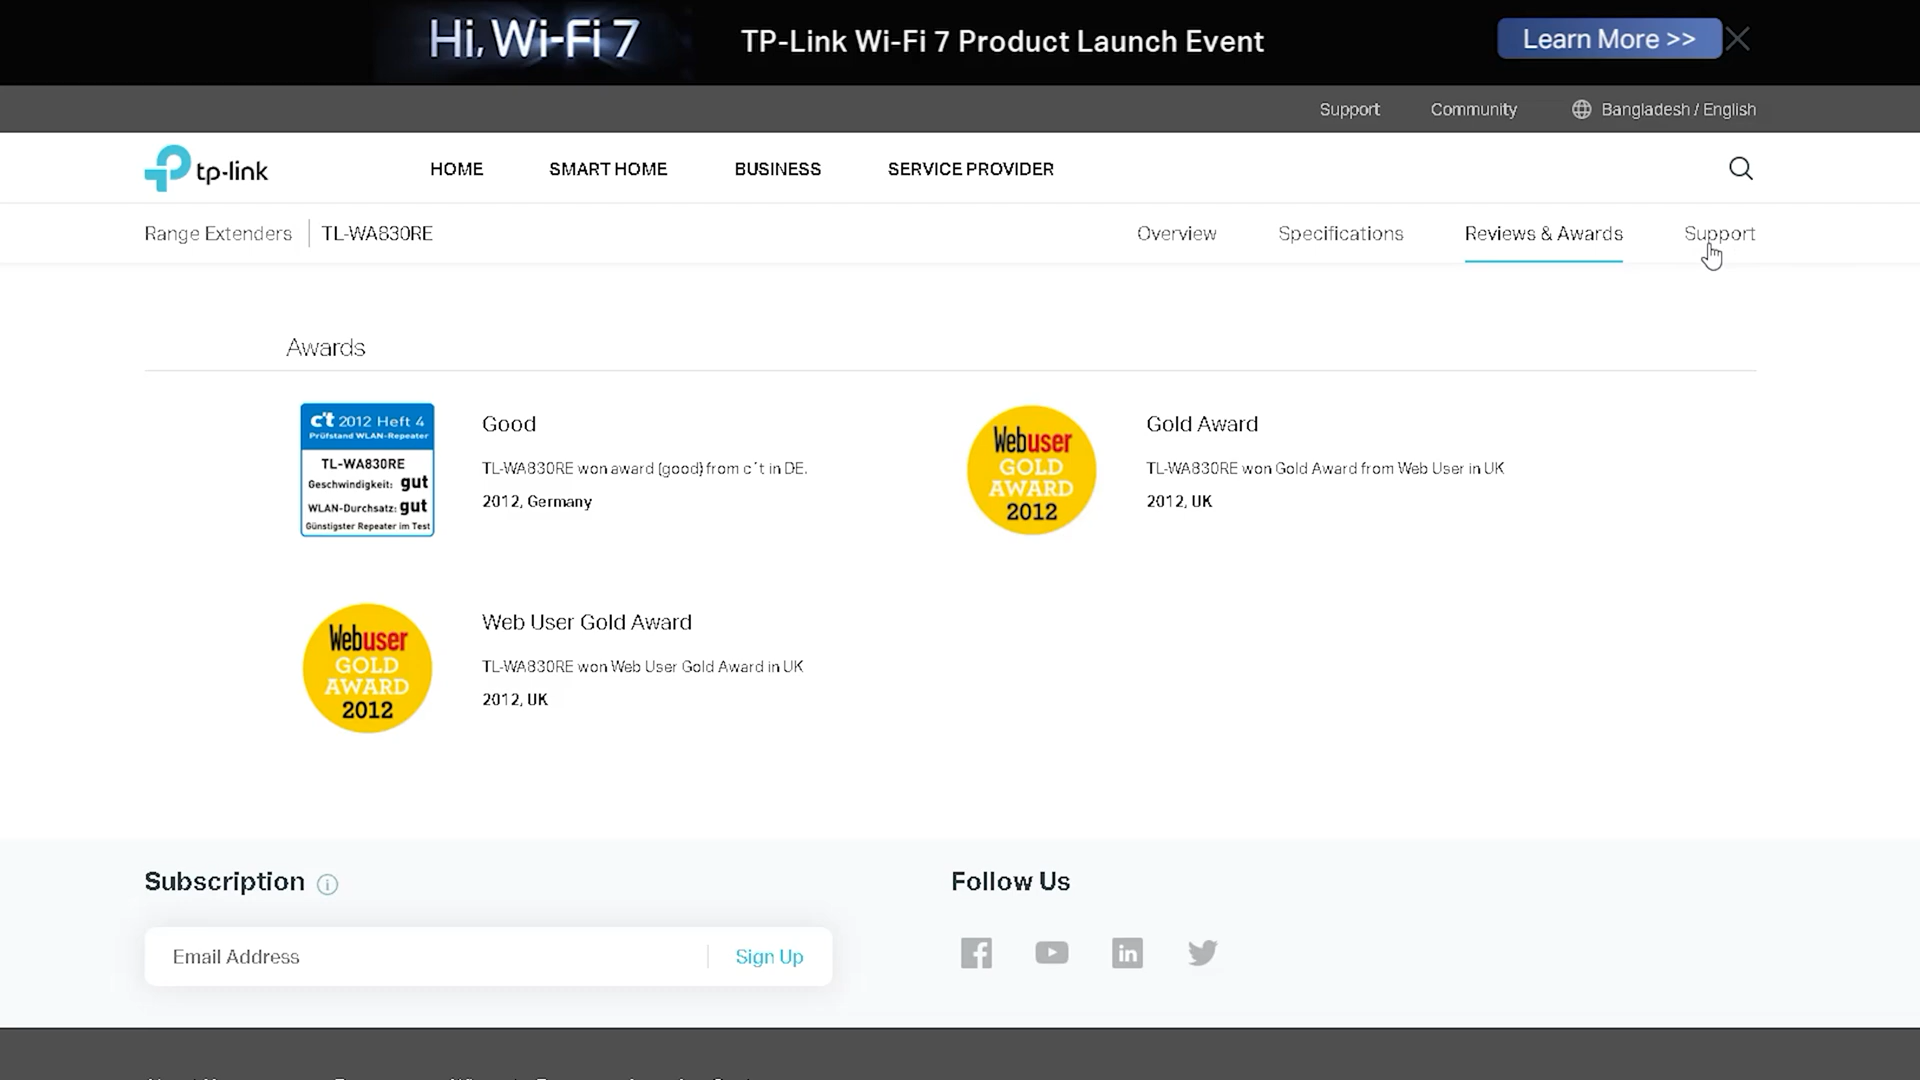 Hi, Wi-Fi 7
TP-Link Wi-Fi 7 Product Launch Event
Learn More >>
Support
Community
Bangladesh / English
tp-link
HOME
SMART HOME
BUSINESS
SERVICE PROVIDER
Range Extenders
TL-WA830RE
Overview
Specifications
Reviews & Awards
Support
Awards
c't 2012 Heft 4
Prüfstand WLAN-Repeater
TL-WA830RE
Geschwindigkeit: gut
WLAN-Durchsatz: gut
Günstigster Repeater im Test
Good
TL-WA830RE won award (good) from c´t in DE.
2012, Germany
Webuser
GOLD
AWARD
2012
Gold Award
TL-WA830RE won Gold Award from Web User in UK
2012, UK
Webuser
GOLD
AWARD
2012
Web User Gold Award
TL-WA830RE won Web User Gold Award in UK
2012, UK
Subscription
Email Address
Sign Up
Follow Us